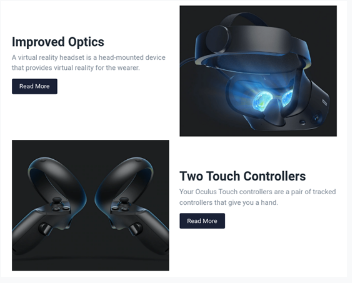 Improved Optics
A virtual reality headset is a head-mounted device
that provides virtual reality for the wearer.
Read More
Two Touch Controllers
Your Oculus Touch controllers are a pair of tracked
controllers that give you a hand.
Read More